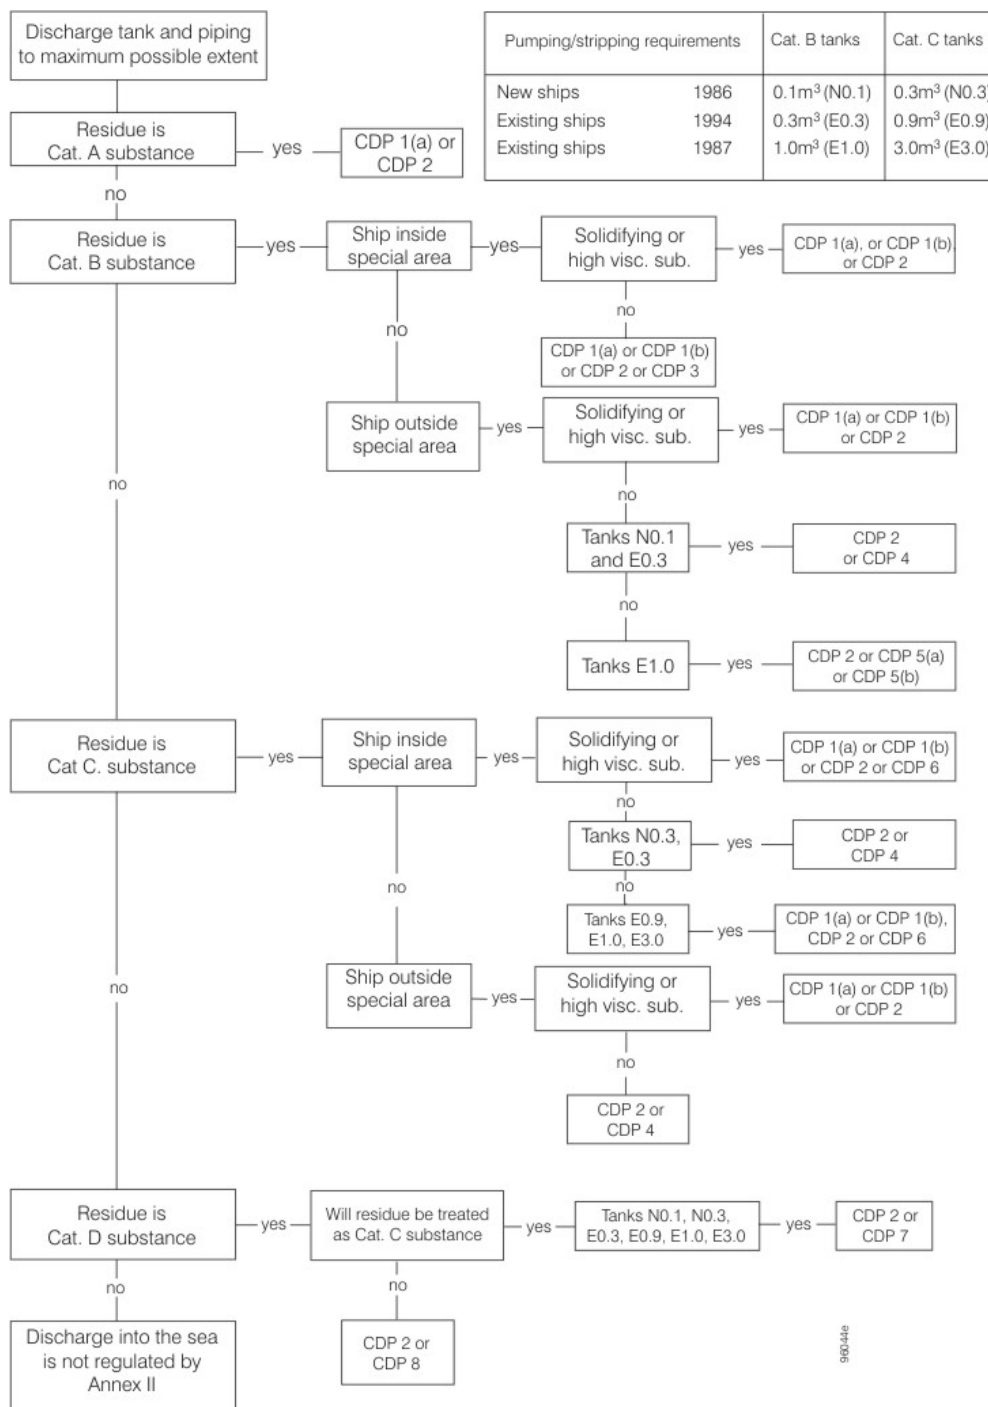 Discharge tank and piping
to maximum possible extent
Pumping/stripping requirements Cat. B tanks Cat. C tanks
New ships 1986 0.1m³ (N0.1) 0.3m³ (N0.3)
Existing ships 1994 0.3m³ (E0.3) 0.9m³ (E0.9)
Existing ships 1987 1.0m³ (E1.0) 3.0m³ (E3.0)
Residue is
Cat. A substance
yes
CDP 1(a) or
CDP 2
no
Residue is
Cat. B substance
yes
Ship inside
special area
yes
Solidifying or
high visc. sub.
yes
CDP 1(a), or CDP 1(b),
or CDP 2
no
CDP 1(a) or CDP 1(b)
or CDP 2 or CDP 3
no
Ship outside
special area
yes
Solidifying or
high visc. sub.
yes
CDP 1(a) or CDP 1(b)
or CDP 2
no
no
Tanks N0.1
and E0.3
yes
CDP 2
or CDP 4
no
Tanks E1.0
yes
CDP 2 or CDP 5(a)
or CDP 5(b)
Residue is
Cat C. substance
yes
Ship inside
special area
yes
Solidifying or
high visc. sub.
yes
CDP 1(a) or CDP 1(b)
or CDP 2 or CDP 6
no
Tanks N0.3,
E0.3
yes
CDP 2 or
CDP 4
no
no
Tanks E0.9,
E1.0, E3.0
yes
CDP 1(a) or CDP 1(b),
CDP 2 or CDP 6
Ship outside
special area
yes
Solidifying or
high visc. sub.
yes
CDP 1(a) or CDP 1(b)
or CDP 2
no
no
CDP 2 or
CDP 4
Residue is
Cat. D substance
yes
Will residue be treated
as Cat. C substance
yes
Tanks N0.1, N0.3,
E0.3, E0.9, E1.0, E3.0
yes
CDP 2 or
CDP 7
no
no
Discharge into the sea
is not regulated by
Annex II
CDP 2 or
CDP 8
96044e